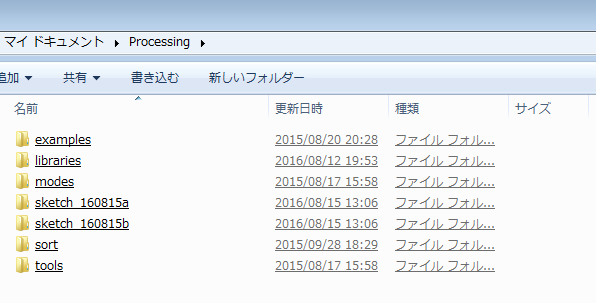 マイ ドキュメント ▸ Processing ▸
追加 ▼ 共有 ▼ 書き込む 新しいフォルダー
名前 更新日時 種類 サイズ
examples 2015/08/20 20:28 ファイル フォル...
libraries 2016/08/12 19:53 ファイル フォル...
modes 2015/08/17 15:58 ファイル フォル...
sketch_160815a 2016/08/15 13:06 ファイル フォル...
sketch_160815b 2016/08/15 13:06 ファイル フォル...
sort 2015/09/28 18:29 ファイル フォル...
tools 2015/08/17 15:58 ファイル フォル...